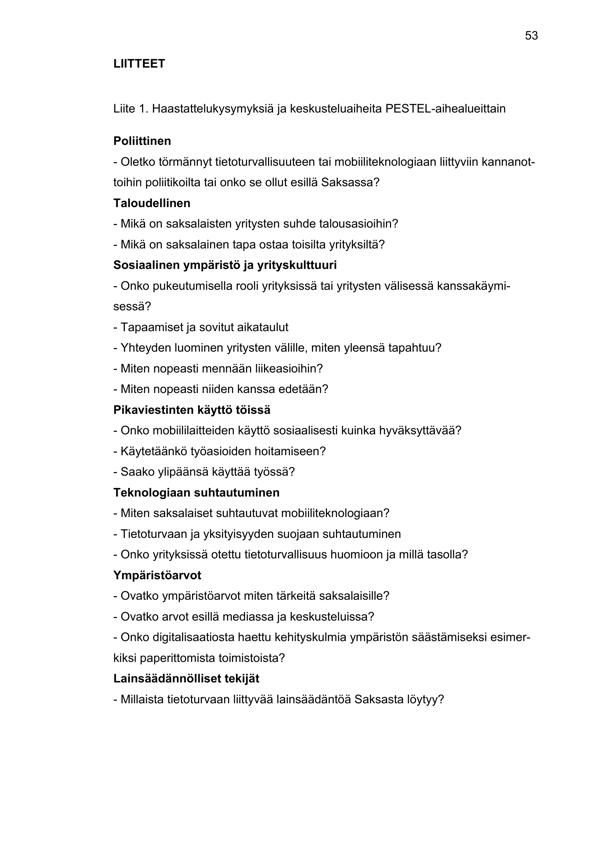 53
LIITTEET
Liite 1. Haastattelukysymyksiä ja keskusteluaiheita PESTEL-aihealueittain
Poliittinen
- Oletko törmännyt tietoturvallisuuteen tai mobiiliteknologiaan liittyviin kannanot-
toihin poliitikoilta tai onko se ollut esillä Saksassa?
Taloudellinen
- Mikä on saksalaisten yritysten suhde talousasioihin?
- Mikä on saksalainen tapa ostaa toisilta yrityksiltä?
Sosiaalinen ympäristö ja yrityskulttuuri
- Onko pukeutumisella rooli yrityksissä tai yritysten välisessä kanssakäymi-
sessä?
- Tapaamiset ja sovitut aikataulut
- Yhteyden luominen yritysten välille, miten yleensä tapahtuu?
- Miten nopeasti mennään liikeasioihin?
- Miten nopeasti niiden kanssa edetään?
Pikaviestinten käyttö töissä
- Onko mobiililaitteiden käyttö sosiaalisesti kuinka hyväksyttävää?
- Käytetäänkö työasioiden hoitamiseen?
- Saako ylipäänsä käyttää työssä?
Teknologiaan suhtautuminen
- Miten saksalaiset suhtautuvat mobiiliteknologiaan?
- Tietoturvaan ja yksityisyyden suojaan suhtautuminen
- Onko yrityksissä otettu tietoturvallisuus huomioon ja millä tasolla?
Ympäristöarvot
- Ovatko ympäristöarvot miten tärkeitä saksalaisille?
- Ovatko arvot esillä mediassa ja keskusteluissa?
- Onko digitalisaatiosta haettu kehityskulmia ympäristön säästämiseksi esimer-
kiksi paperittomista toimistoista?
Lainsäädännölliset tekijät
- Millaista tietoturvaan liittyvää lainsäädäntöä Saksasta löytyy?